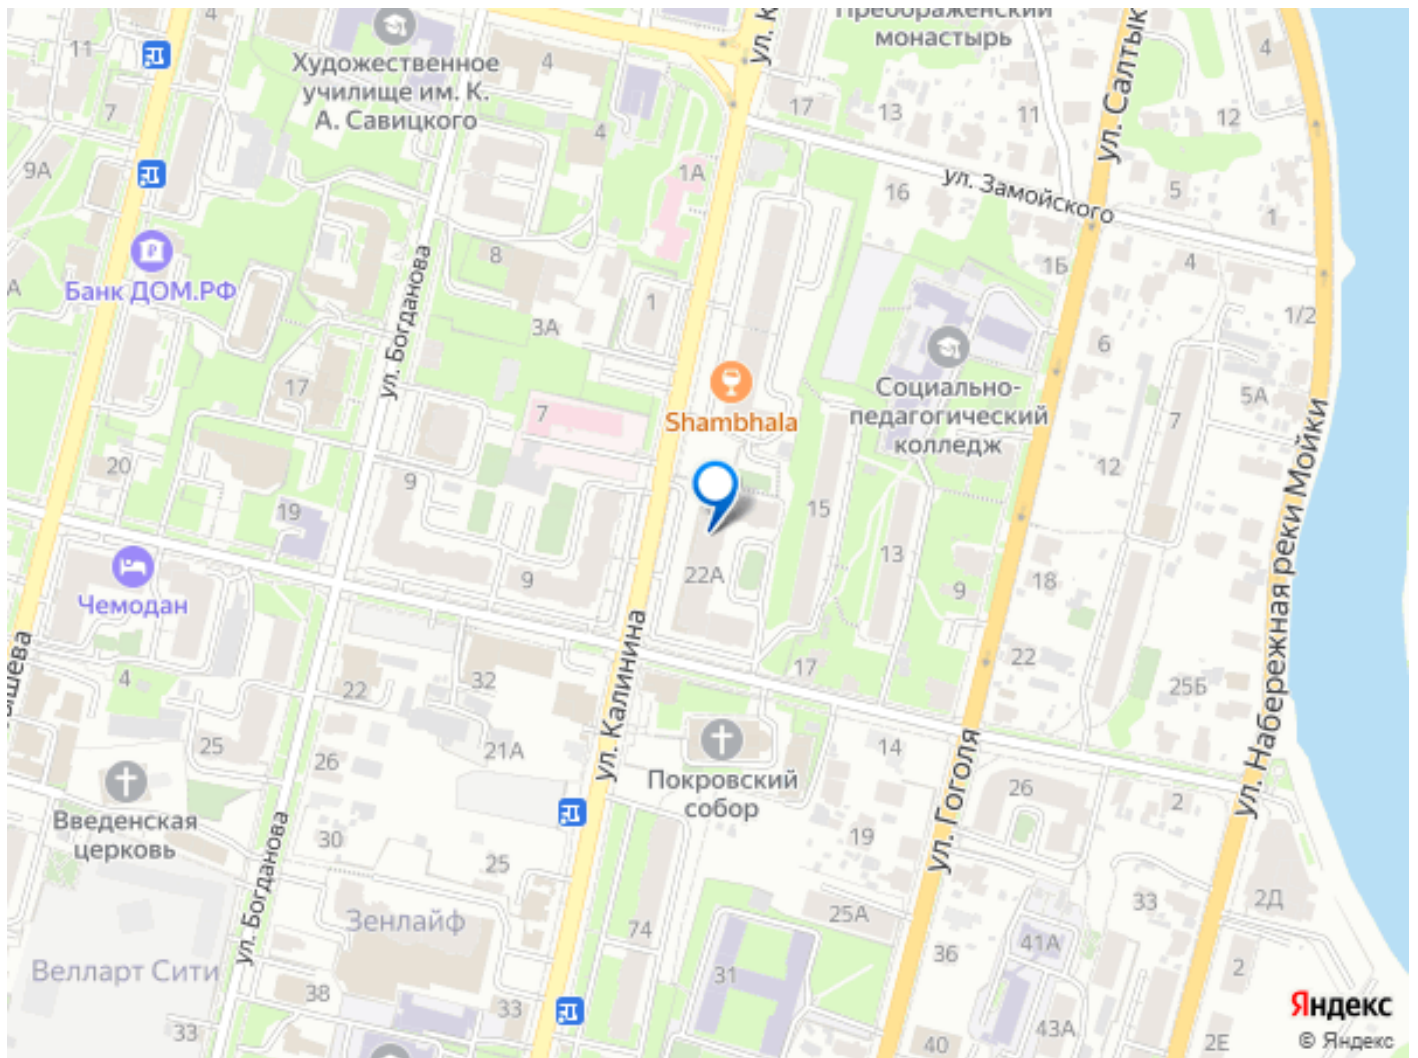 Преображенский
монастырь
ул. К
ул. Салтык
4
11
Художественное
училище им. К.
А. Савицкого
4
7
17
13
11
12
4
9А
1А
16
ул. Замойского
5
1
Банк ДОМ.РФ
А
ул. Богданова
8
1
3А
1Б
4
1/2
6
17
Shambhala
Социально-
педагогический
колледж
5А
7
7
20
9
12
19
15
ул. Набережная реки Мойки
Чемодан
9
22А
13
9
18
ышева
4
22
32
ул. Калинина
17
22
25Б
25
26
21А
Покровский
собор
14
ул. Гоголя
26
2
Введенская
церковь
30
ул. Богданова
25
19
Зенлайф
74
25А
33
2Д
Велларт Сити
38
33
31
36
41А
2
33
40
43А
2Е
Яндекс
© Яндекс